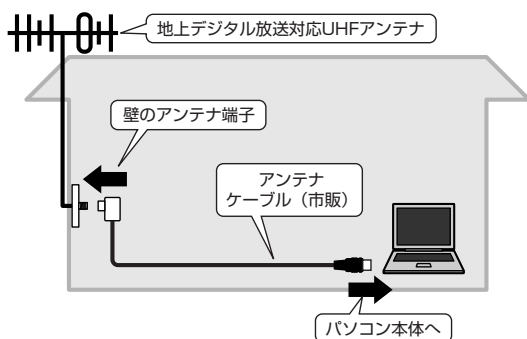 地上デジタル放送対応UHFアンテナ
壁のアンテナ端子
アンテナ
ケーブル（市販）
パソコン本体へ